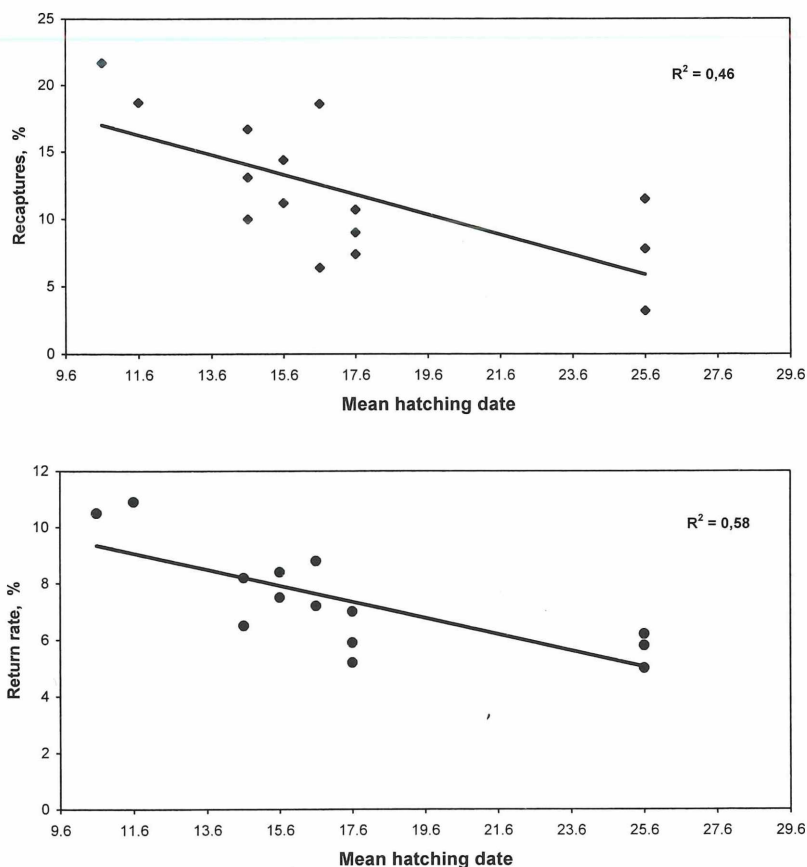 25
R² = 0,46
20
15
10
5
0
Recaptures, %
9.6 11.6 13.6 15.6 17.6 19.6 21.6 23.6 25.6 27.6 29.6
Mean hatching date
12
R² = 0,58
10
8
6
4
2
0
Return rate, %
9.6 11.6 13.6 15.6 17.6 19.6 21.6 23.6 25.6 27.6 29.6
Mean hatching date